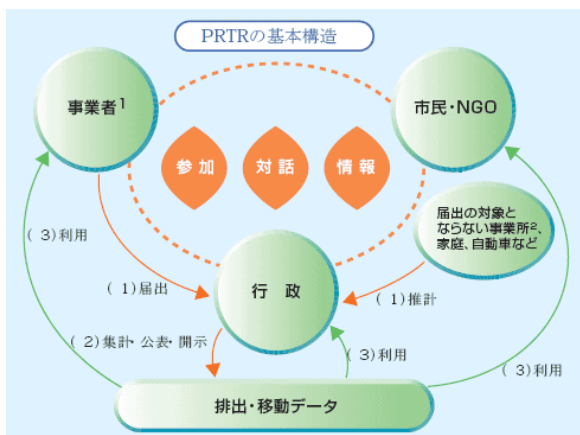 PRTRの基本構造
事業者1
市民・NGO
参加
対話
情報
届出の対象と
ならない事業所2、
家庭、自動車など
( 3)利用
( 1)届出
行 政
( 1)推計
( 2)集計・公表・開示
( 3)利用
( 3)利用
排出・移動データ